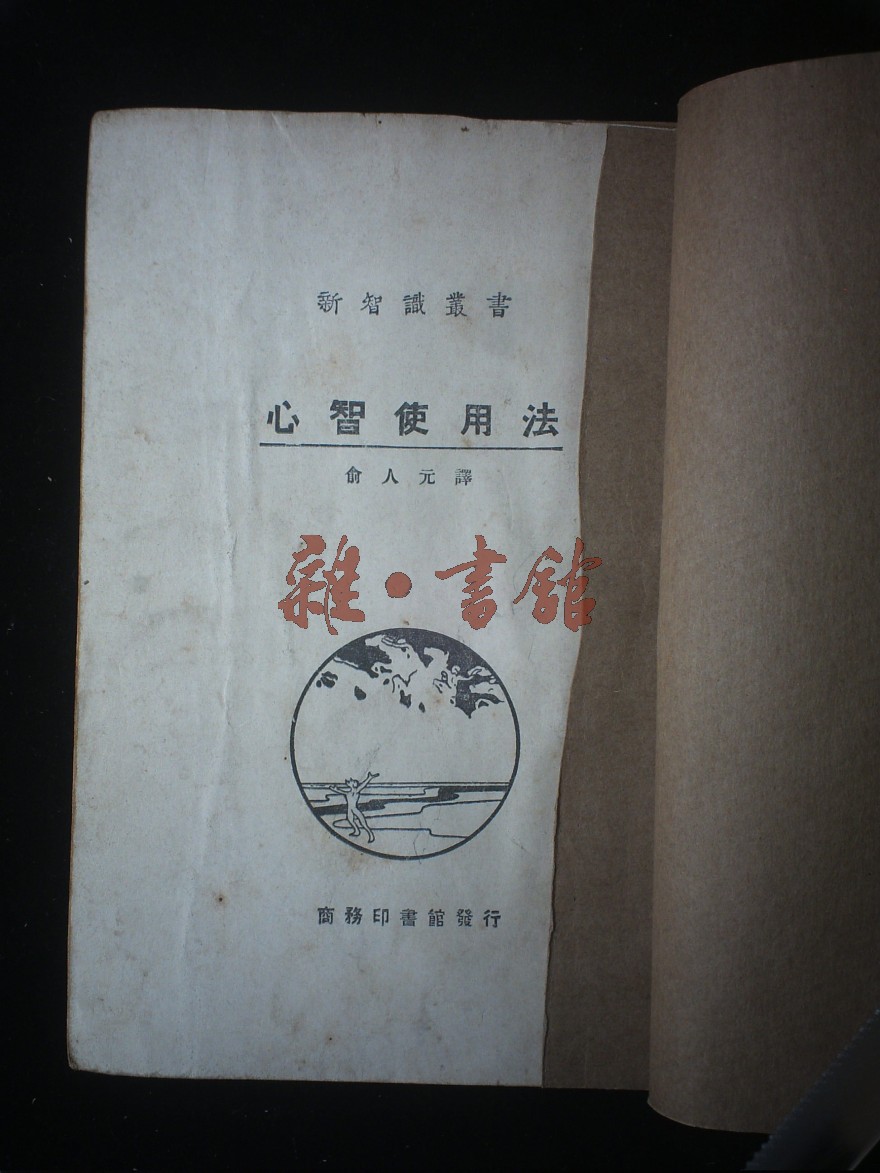 新智識叢書
心智使用法
俞人元譯
雜·書館
商務印書館發行